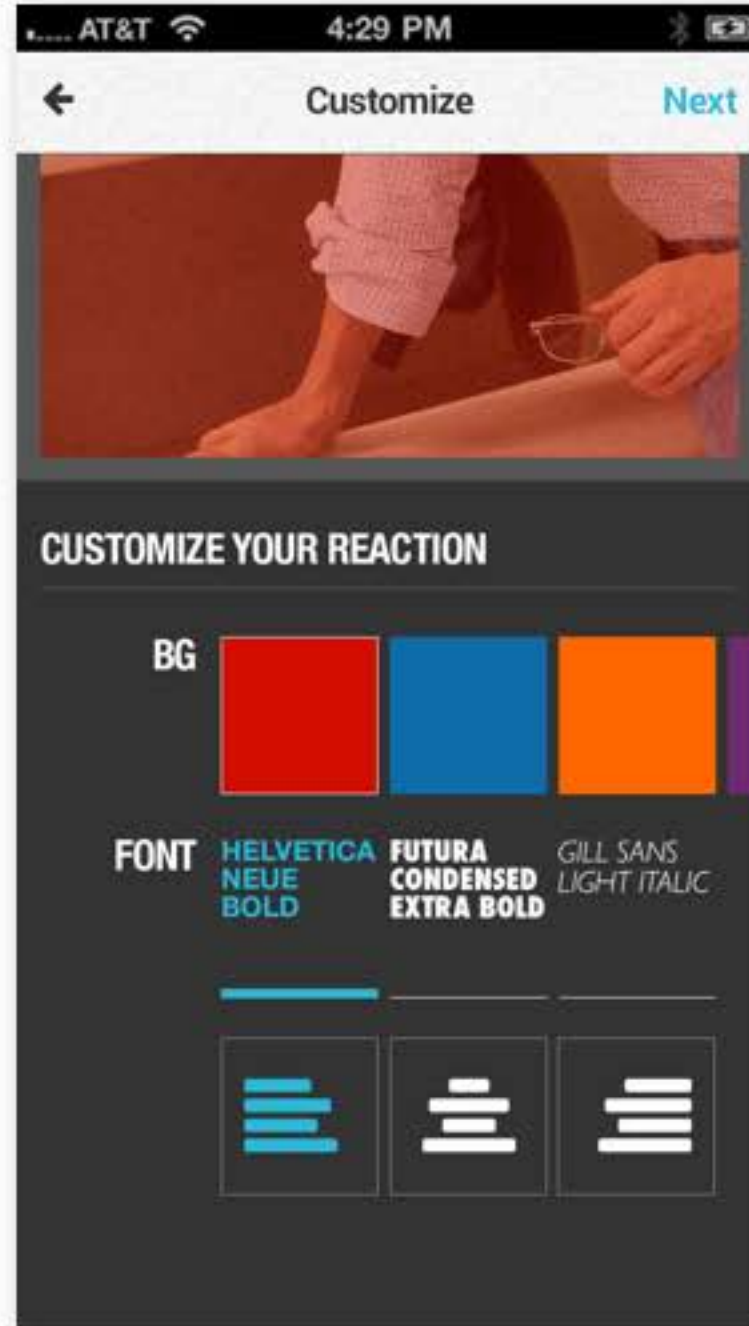 AT&T 4:29 PM
Customize Next
CUSTOMIZE YOUR REACTION
BG
FONT
HELVETICA
NEUE
BOLD
FUTURA
CONDENSED
EXTRA BOLD
GILL SANS
LIGHT ITALIC